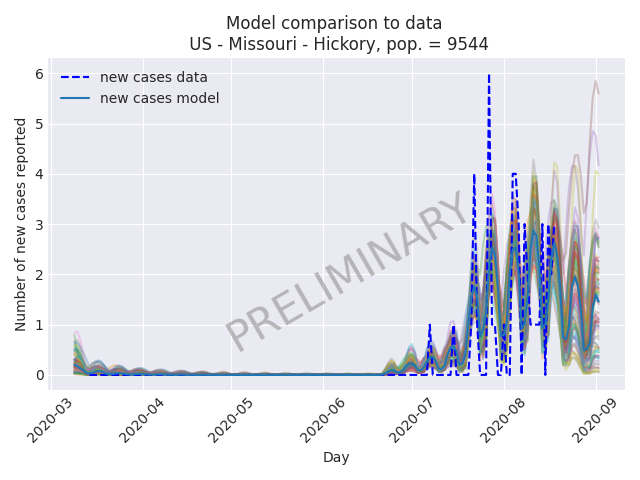 Model comparison to data
US - Missouri - Hickory, pop. = 9544
new cases data
new cases model
PRELIMINARY
Number of new cases reported
6
5
4
3
2
1
0
2020-03
2020-04
2020-05
2020-06
2020-07
2020-08
2020-09
Day